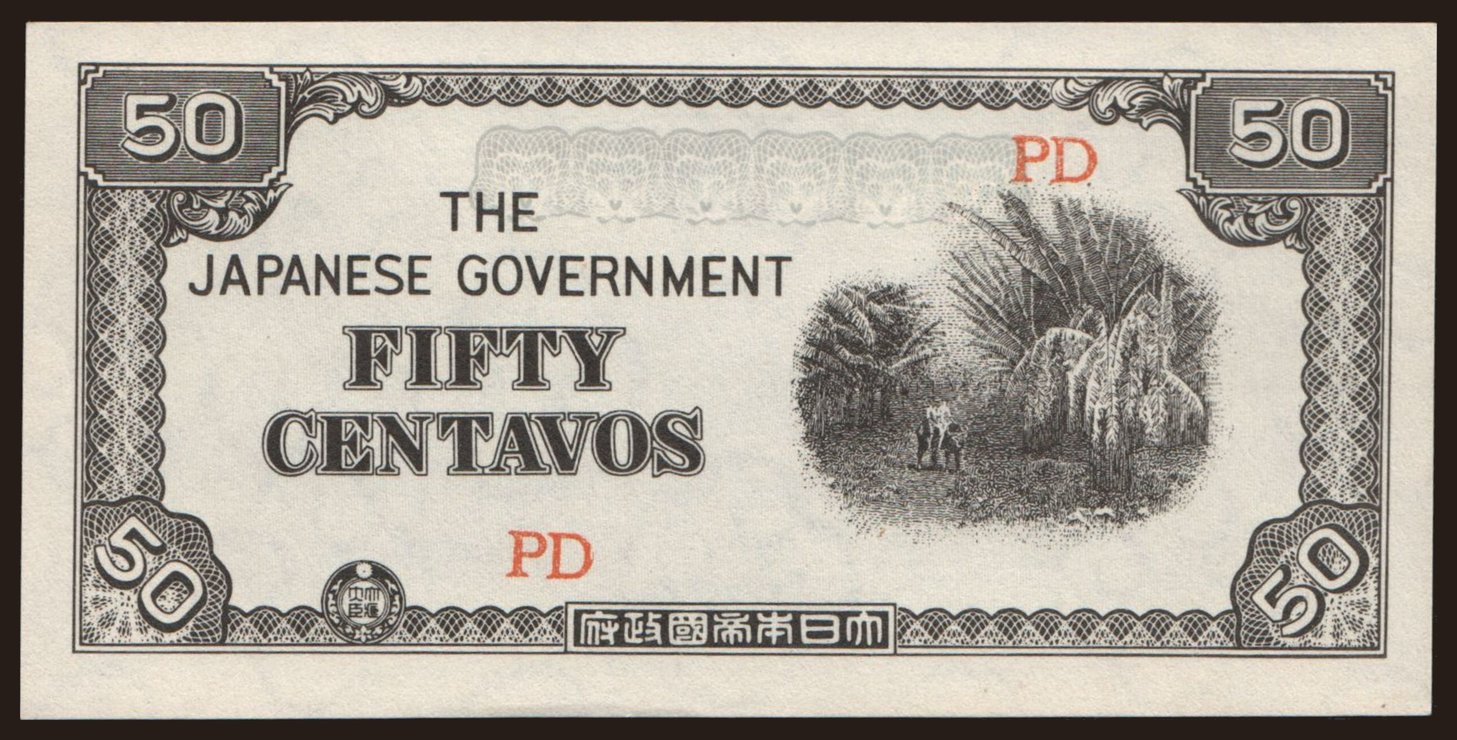 50
50
PD
THE
JAPANESE GOVERNMENT
FIFTY
CENTAVOS
PD
50
50
府政國帝本日大